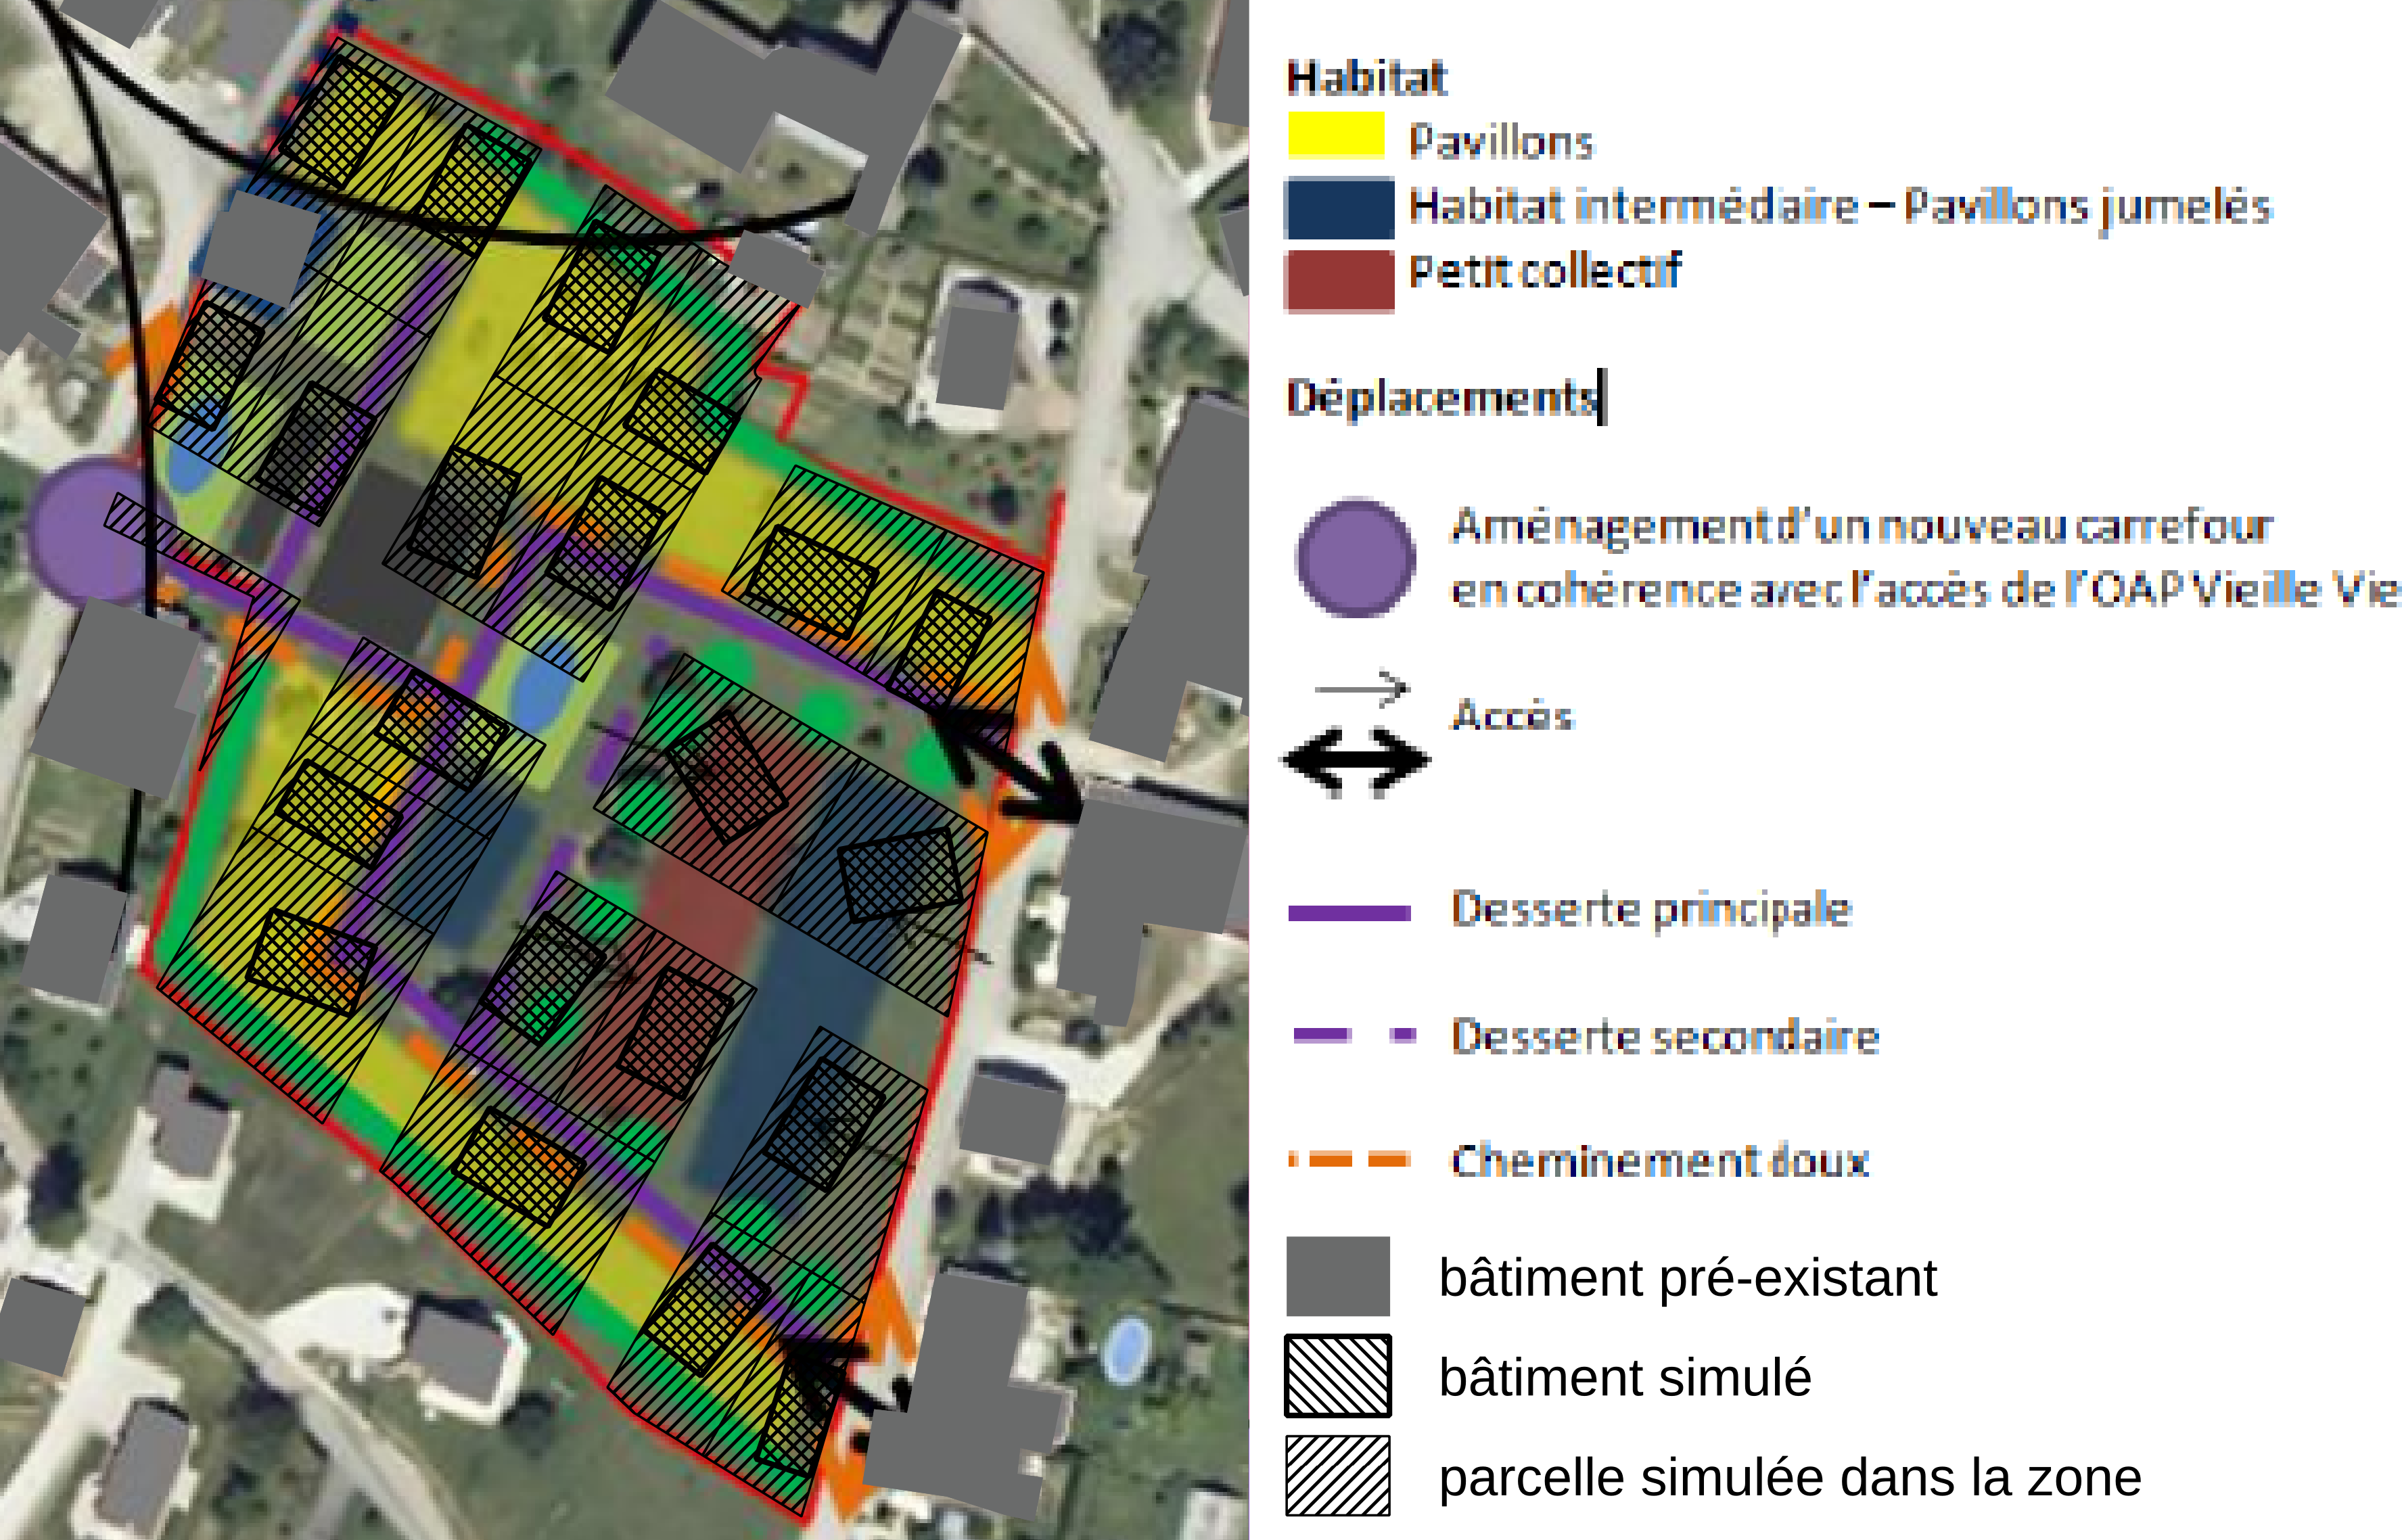 Habitat
Pavillons
Habitat intermédiaire – Pavillons jumelés
Petit collectif
Déplacements
Aménagement d'un nouveau carrefour
en cohérence avec l'accès de l'OAP Vieille Vie
Accès
Desserte principale
Desserte secondaire
Cheminement doux
bâtiment pré-existant
bâtiment simulé
parcelle simulée dans la zone